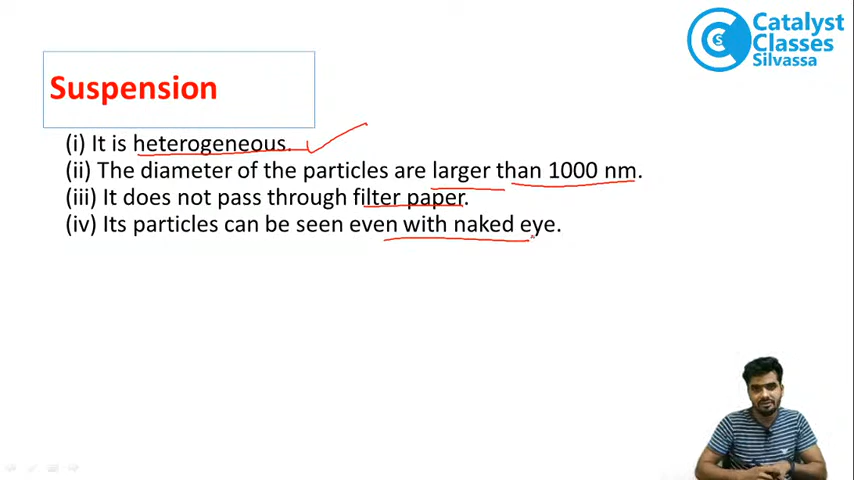 Catalyst
Classes
Silvassa
Suspension
(i) It is heterogeneous.
(ii) The diameter of the particles are larger than 1000 nm.
(iii) It does not pass through filter paper.
(iv) Its particles can be seen even with naked eye.